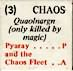 (3) CHAOS
Quaolnargn
(only killed by
magic)
Pyaray . . . . P
and the
Chaos Fleet . . A